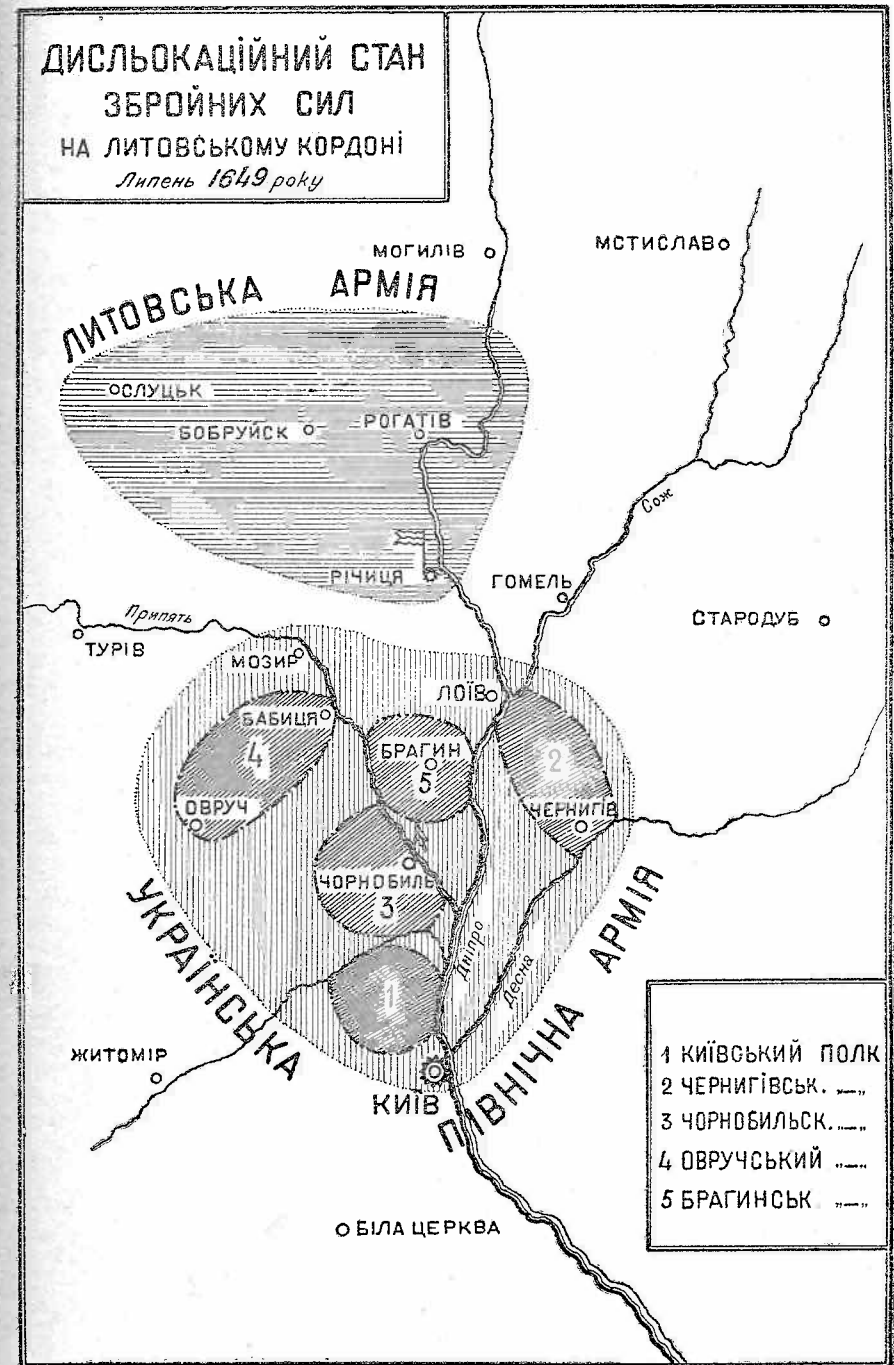 ДИСЛЬОКАЦІЙНИЙ СТАН
ЗБРОЙНИХ СИЛ
НА ЛИТОВСЬКОМУ КОРДОНІ
Липень 1649 року
МОГИЛІВ
МСТИСЛАВ
ЛИТОВСЬКА АРМІЯ
СЛУЦЬК
БОБРУЙСК
РОГАТІВ
Сож
РІЧИЦЯ
ГОМЕЛЬ
Припять
ТУРІВ
СТАРОДУБ
МОЗИР
ЛОЇВ
БАБИЦЯ
4
БРАГИН
5
2
ОВРУЧ
ЧЕРНИГІВ
ЧОРНОБИЛЬ
3
УКРАЇНСЬКА ПІВНІЧНА АРМІЯ
Дніпро
Десна
1
ЖИТОМІР
КИЇВ
БІЛА ЦЕРКВА
1 КИЇВСЬКИЙ ПОЛК
2 ЧЕРНИГІВСЬК. „—„
3 ЧОРНОБИЛЬСК. „—„
4 ОВРУЧСЬКИЙ „—„
5 БРАГИНСЬК „—„